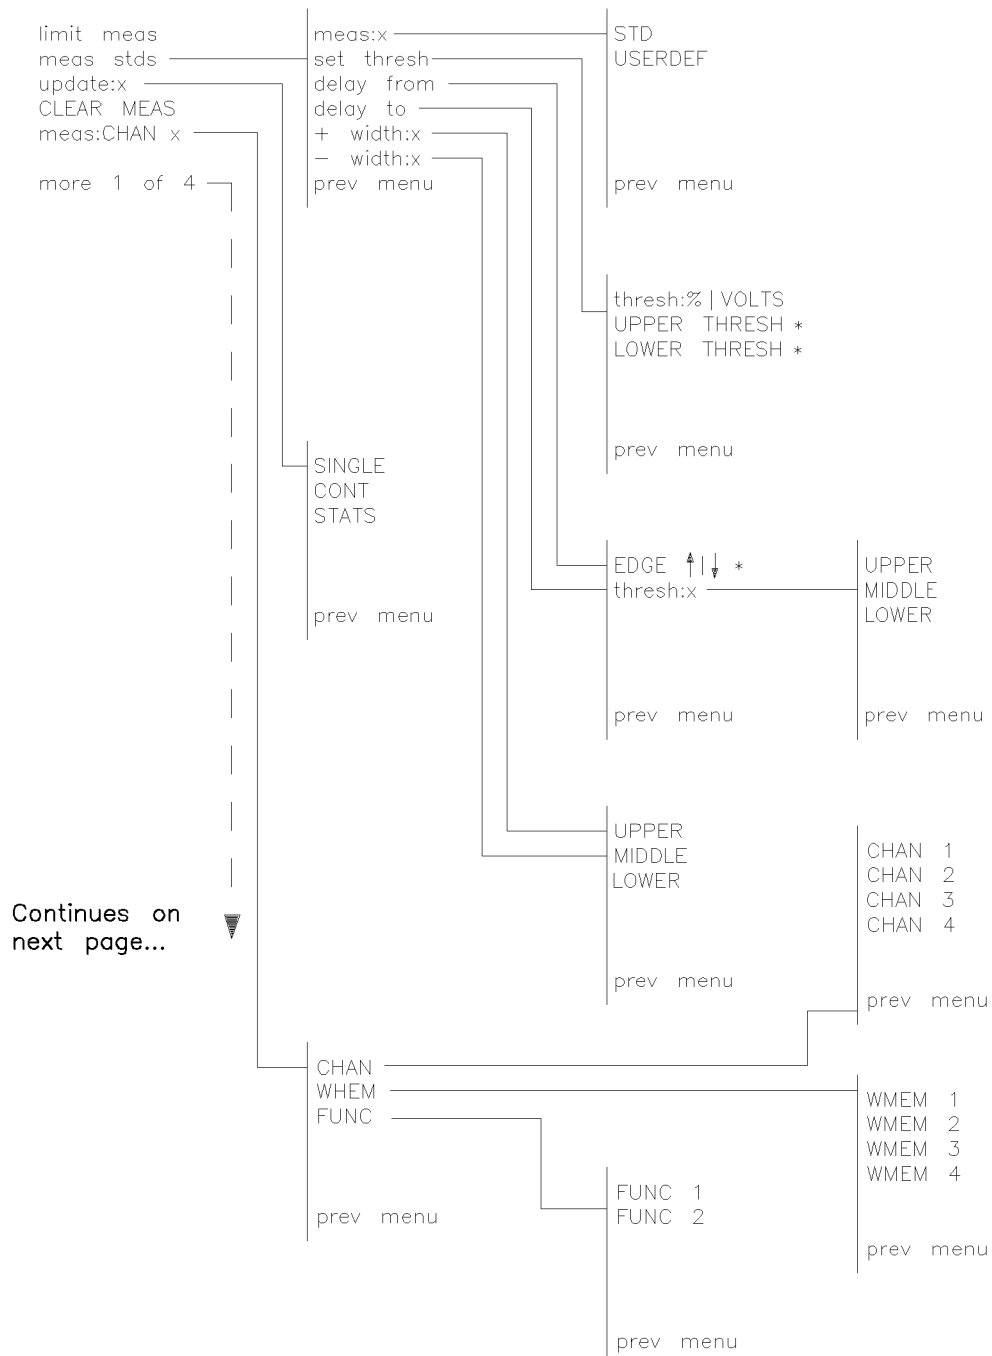 limit meas
meas stds
update:x
CLEAR MEAS
meas:CHAN x
more 1 of 4
meas:x
set thresh
delay from
delay to
+ width:x
− width:x
prev menu
STD
USERDEF
prev menu
thresh:%|VOLTS
UPPER THRESH *
LOWER THRESH *
prev menu
SINGLE
CONT
STATS
prev menu
EDGE ↑|↓ *
thresh:x
prev menu
UPPER
MIDDLE
LOWER
prev menu
UPPER
MIDDLE
LOWER
prev menu
CHAN 1
CHAN 2
CHAN 3
CHAN 4
prev menu
Continues on
next page...
CHAN
WHEM
FUNC
prev menu
WMEM 1
WMEM 2
WMEM 3
WMEM 4
prev menu
FUNC 1
FUNC 2
prev menu